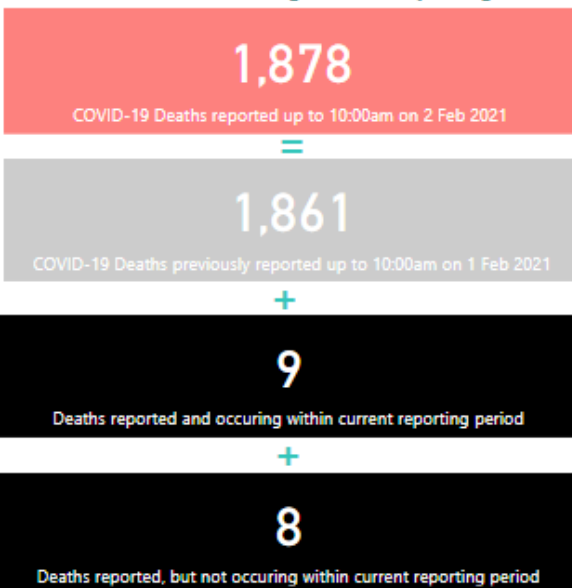 1,878
COVID-19 Deaths reported up to 10:00am on 2 Feb 2021
=
1,861
COVID-19 Deaths previously reported up to 10:00am on 1 Feb 2021
+
9
Deaths reported and occuring within current reporting period
+
8
Deaths reported, but not occuring within current reporting period